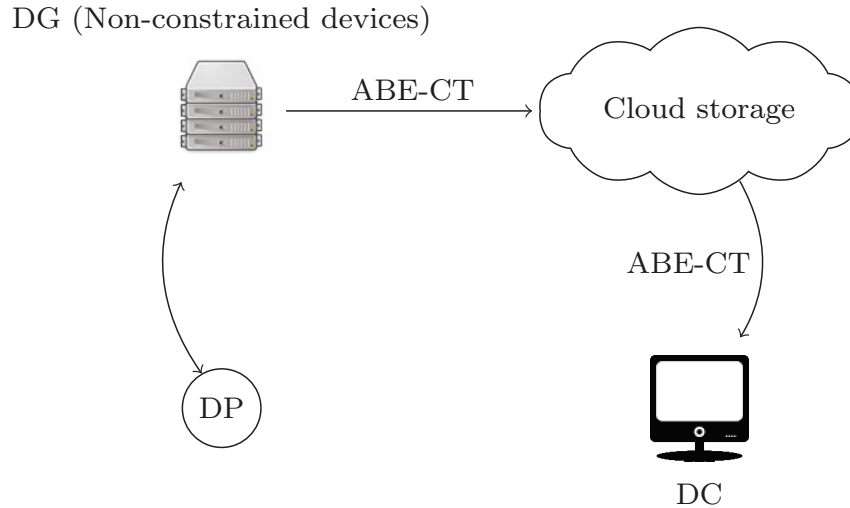 DG (Non-constrained devices)
ABE-CT
Cloud storage
ABE-CT
DP
DC